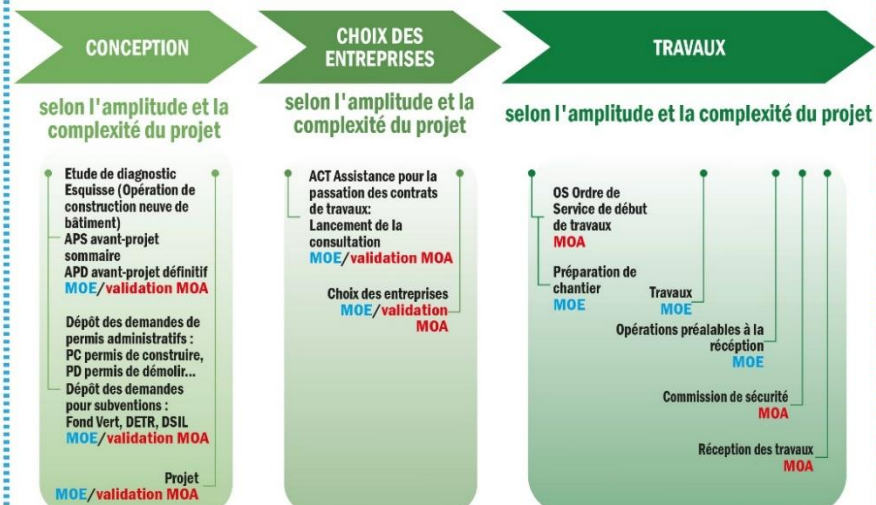 CONCEPTION
selon l'amplitude et la
complexité du projet
Etude de diagnostic
Esquisse (Opération de
construction neuve de
bâtiment)
APS avant-projet
sommaire
APD avant-projet définitif
MOE/validation MOA
Dépôt des demandes de
permis administratifs :
PC permis de construire,
PD permis de démolir...
Dépôt des demandes
pour subventions :
Fond Vert, DETR, DSIL
MOE/validation MOA
Projet
MOE/validation MOA
CHOIX DES
ENTREPRISES
selon l'amplitude et la
complexité du projet
ACT Assistance pour la
passation des contrats
de travaux:
Lancement de la
consultation
MOE/validation MOA
Choix des entreprises
MOE/validation
MOA
TRAVAUX
selon l'amplitude et la complexité du projet
OS Ordre de
Service de début
de travaux
MOA
Préparation de
chantier
MOE
Travaux
MOE
Opérations préalables à la
récéption
MOE
Commission de sécurité
MOA
Réception des travaux
MOA